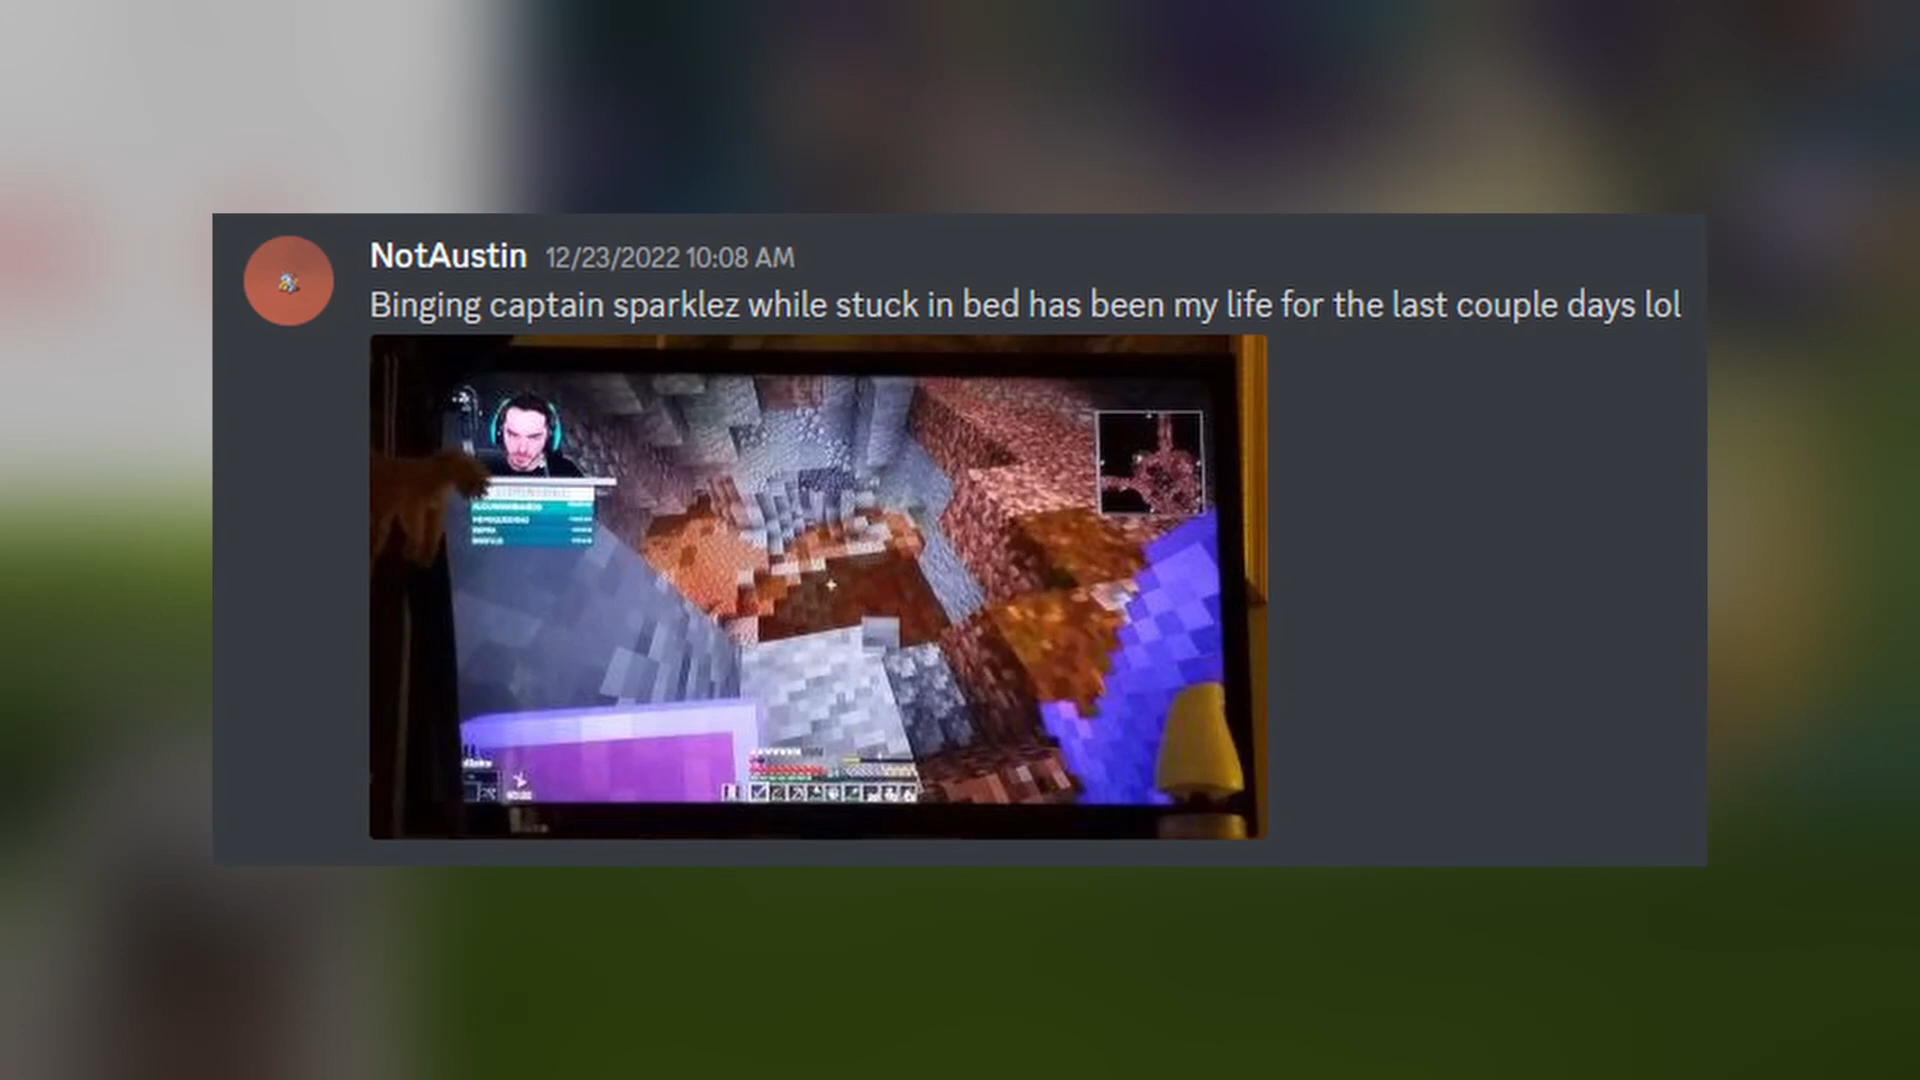 NotAustin 12/23/2022 10:08 AM
Binging captain sparklez while stuck in bed has been my life for the last couple days lol